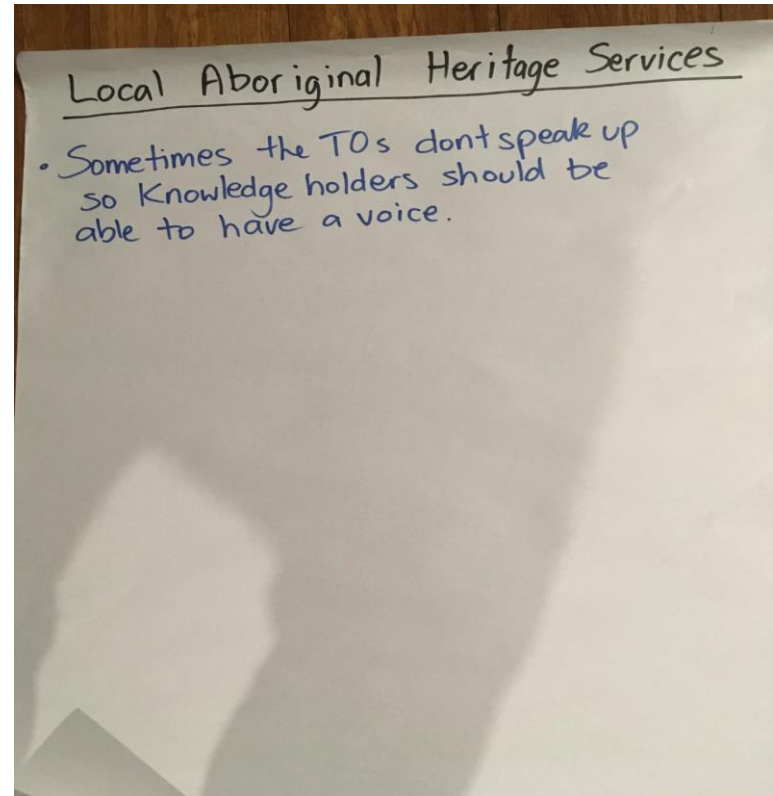 Local Aboriginal Heritage Services
• Sometimes the TOs dont speak up
so Knowledge holders should be
able to have a voice.